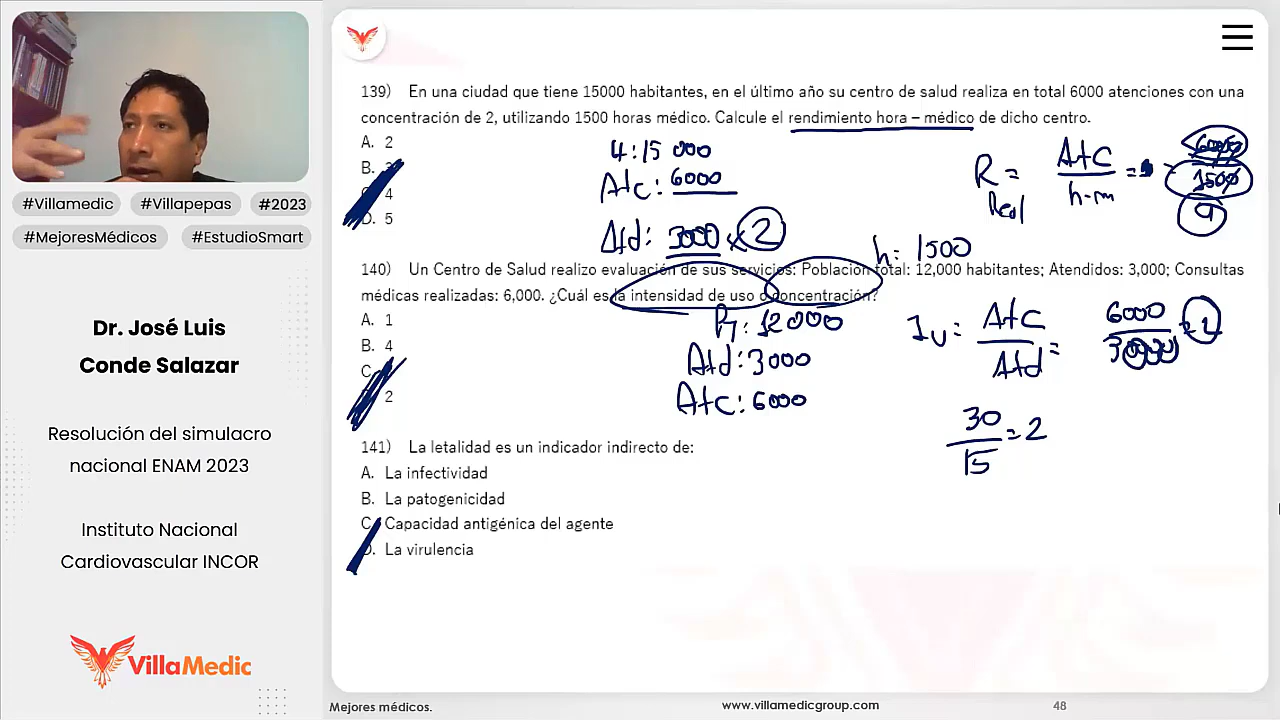 #Villamedic #Villapepas #2023
#MejoresMédicos #EstudioSmart
Dr. José Luis
Conde Salazar
Resolución del simulacro
nacional ENAM 2023
Instituto Nacional
Cardiovascular INCOR
VillaMedic
139) En una ciudad que tiene 15000 habitantes, en el último año su centro de salud realiza en total 6000 atenciones con una
concentración de 2, utilizando 1500 horas médico. Calcule el rendimiento hora – médico de dicho centro.
A. 2
B. 3
4
D. 5
4:15 000
Atc: 6000
Atd: 3000 x 2
h: 1500
R = Atc =
Real h-m
6000
1500
140) Un Centro de Salud realizo evaluación de sus servicios: Población total: 12,000 habitantes; Atendidos: 3,000; Consultas
médicas realizadas: 6,000. ¿Cuál es la intensidad de uso o concentración?
A. 1
B. 4
C.
2
PT: 12000
Atd: 3000
Atc: 6000
Iu = Atc =
Atd
6000
30 = 2
15
141) La letalidad es un indicador indirecto de:
A. La infectividad
B. La patogenicidad
C. Capacidad antigénica del agente
D. La virulencia
Mejores médicos.
www.villamedicgroup.com
48